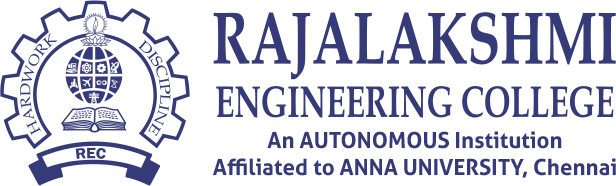 HARDWORK
DISCIPLINE
REC
RAJALAKSHMI
ENGINEERING COLLEGE
An AUTONOMOUS Institution
Affiliated to ANNA UNIVERSITY, Chennai